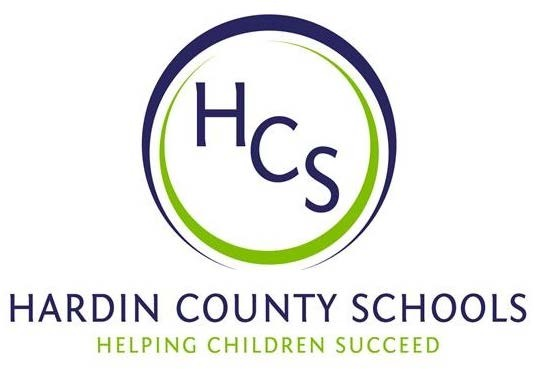 HCS
HARDIN COUNTY SCHOOLS
HELPING CHILDREN SUCCEED